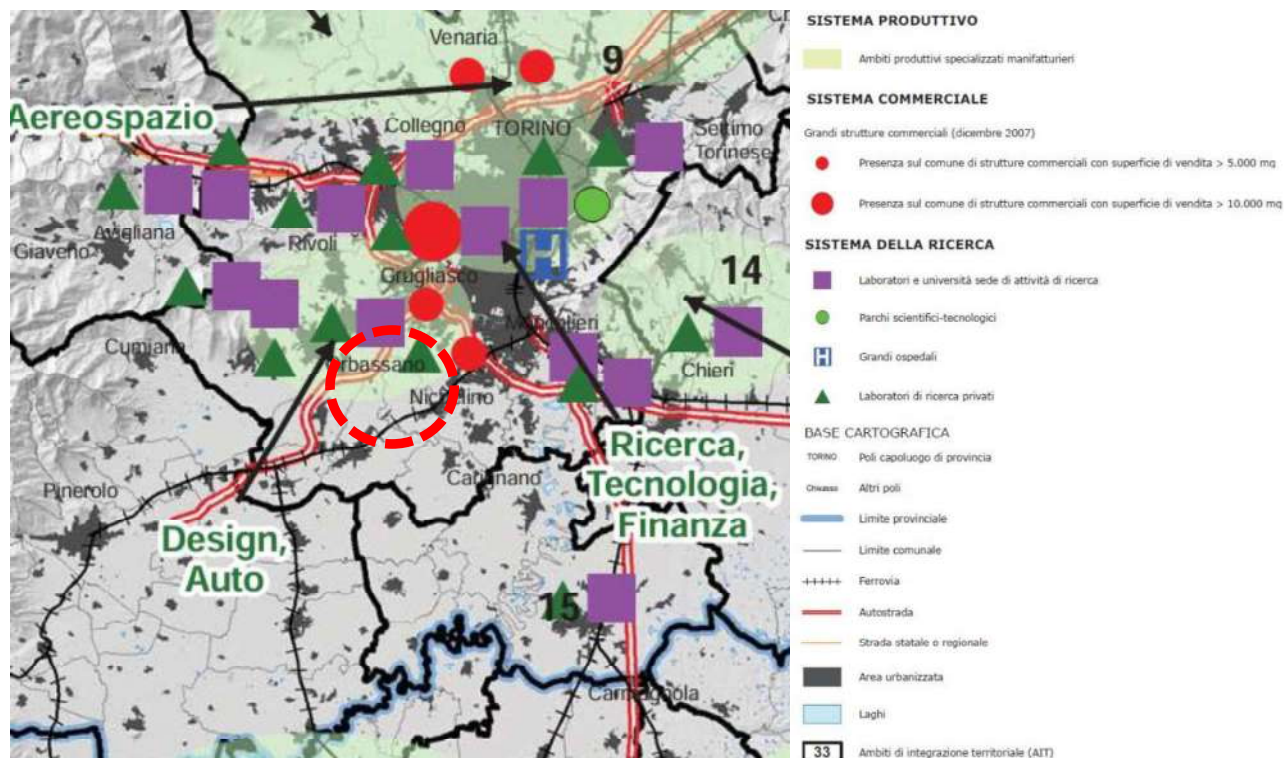 Venaria
9
Aereospazio
Collegno
TORINO
Settimo
Torinese
Avigliana
Rivoli
Giaveno
Grugliasco
H
14
Moncalieri
Cumiana
rbassano
Chieri
Nichelino
Ricerca,
Tecnologia,
Finanza
Pinerolo
Carignano
Design,
Auto
15
Carmagnola
SISTEMA PRODUTTIVO
Ambiti produttivi specializzati manifatturieri
SISTEMA COMMERCIALE
Grandi strutture commerciali (dicembre 2007)
Presenza sul comune di strutture commerciali con superficie di vendita > 5.000 mq
Presenza sul comune di strutture commerciali con superficie di vendita > 10.000 mq
SISTEMA DELLA RICERCA
Laboratori e università sede di attività di ricerca
Parchi scientifici-tecnologici
H
Grandi ospedali
Laboratori di ricerca privati
BASE CARTOGRAFICA
TORINO Poli capoluogo di provincia
Chivasso Altri poli
Limite provinciale
Limite comunale
Ferrovia
Autostrada
Strada statale o regionale
Area urbanizzata
Laghi
33 Ambiti di integrazione territoriale (AIT)